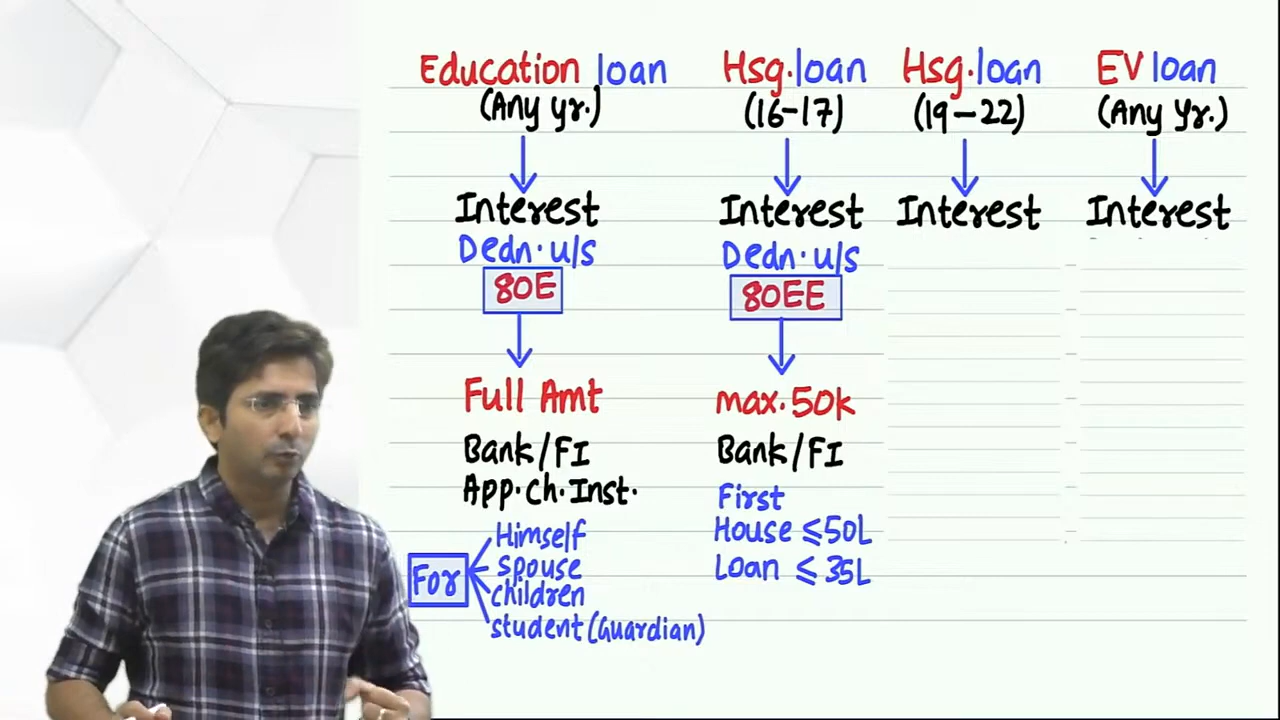 Education loan
(Any yr.)
Interest
Dedn. u/s
80E
Full Amt
Bank/FI
App. Ch. Inst.
For
Himself
spouse
children
student (Guardian)
Hsg. loan
(16-17)
Interest
Dedn. u/s
80EE
max. 50k
Bank/FI
First
House ≤50L
Loan ≤ 35L
Hsg. loan
(19-22)
Interest
EV loan
(Any Yr.)
Interest